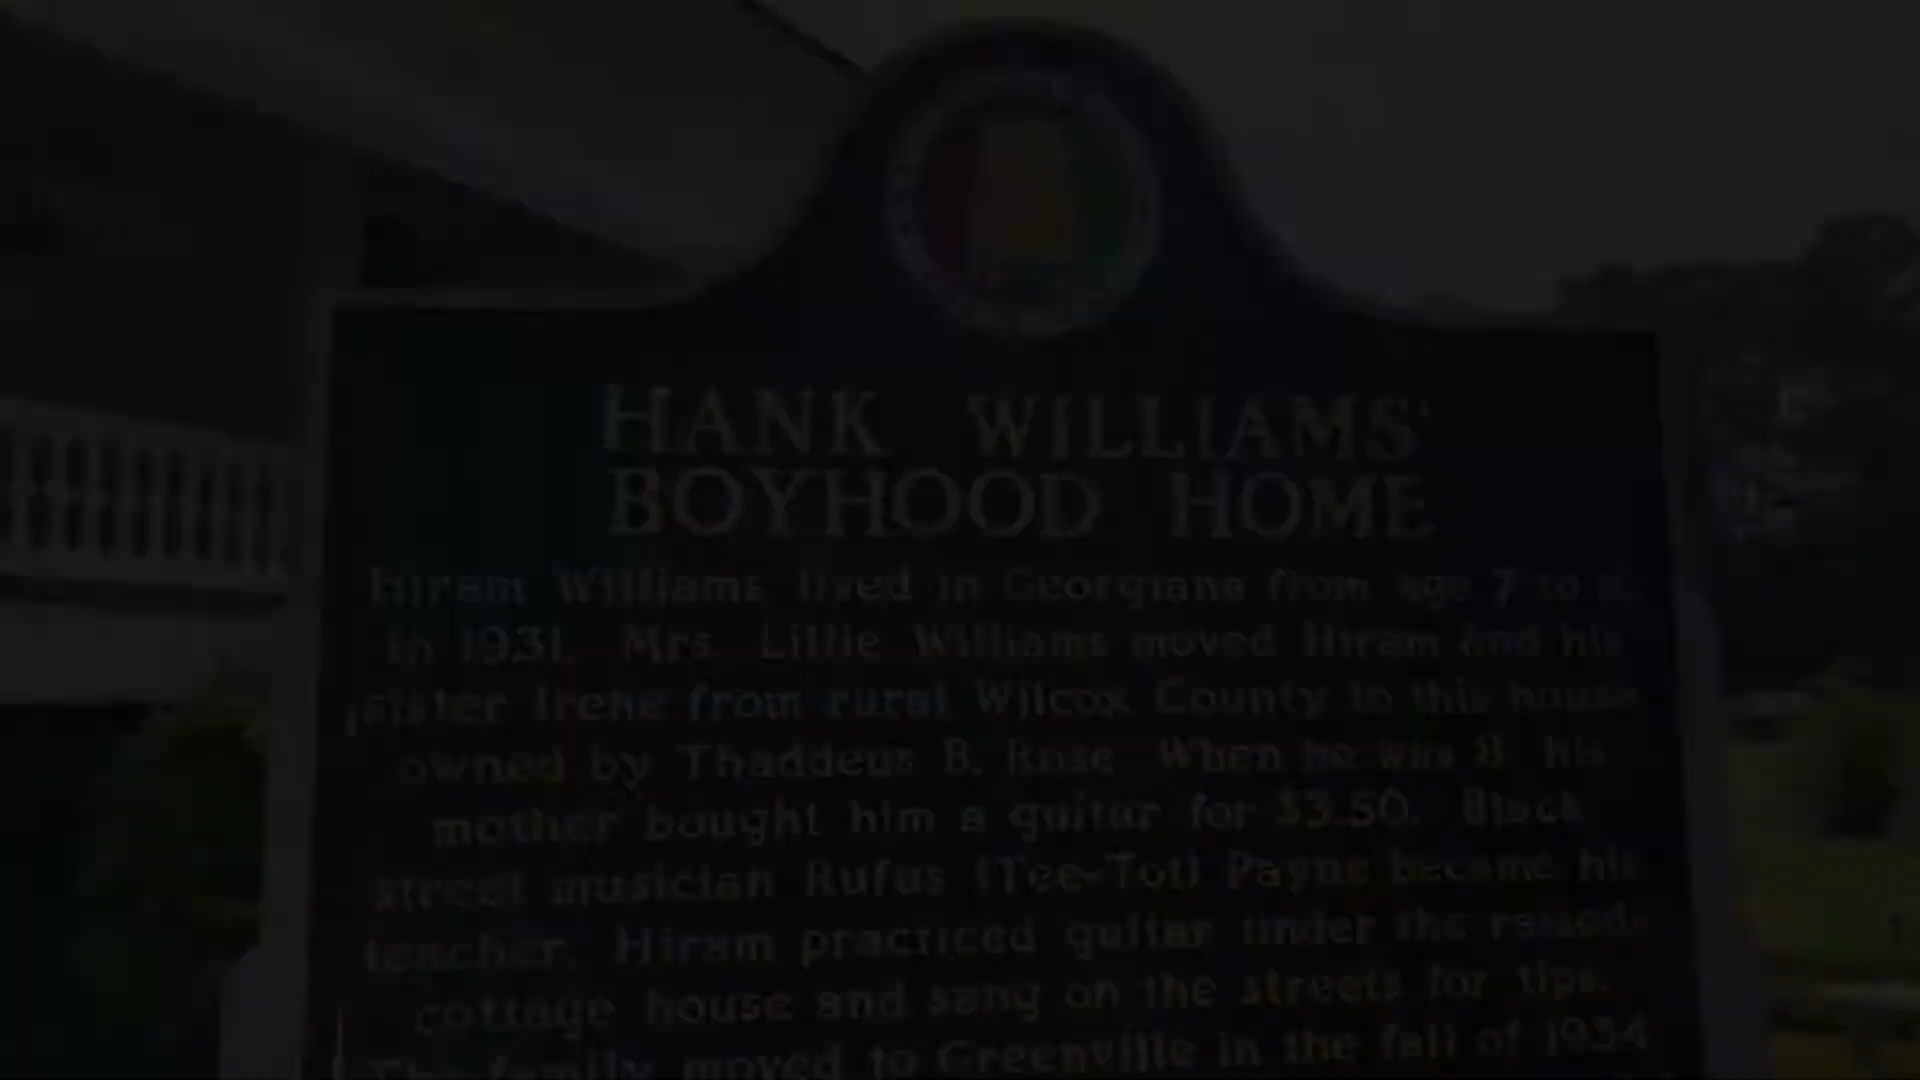 HANK WILLIAMS'
BOYHOOD HOME
Hiram Williams lived in Georgiana from age 7 to 11.
In 1931, Mrs. Lillie Williams moved Hiram and his
sister Irene from rural Wilcox County to this house
owned by Thaddeus B. Rose. When he was 8, his
mother bought him a guitar for $3.50. Black
street musician Rufus (Tee-Tot) Payne became his
teacher. Hiram practiced guitar under the raised-
cottage house and sang on the streets for tips.
The family moved to Greenville in the fall of 1934